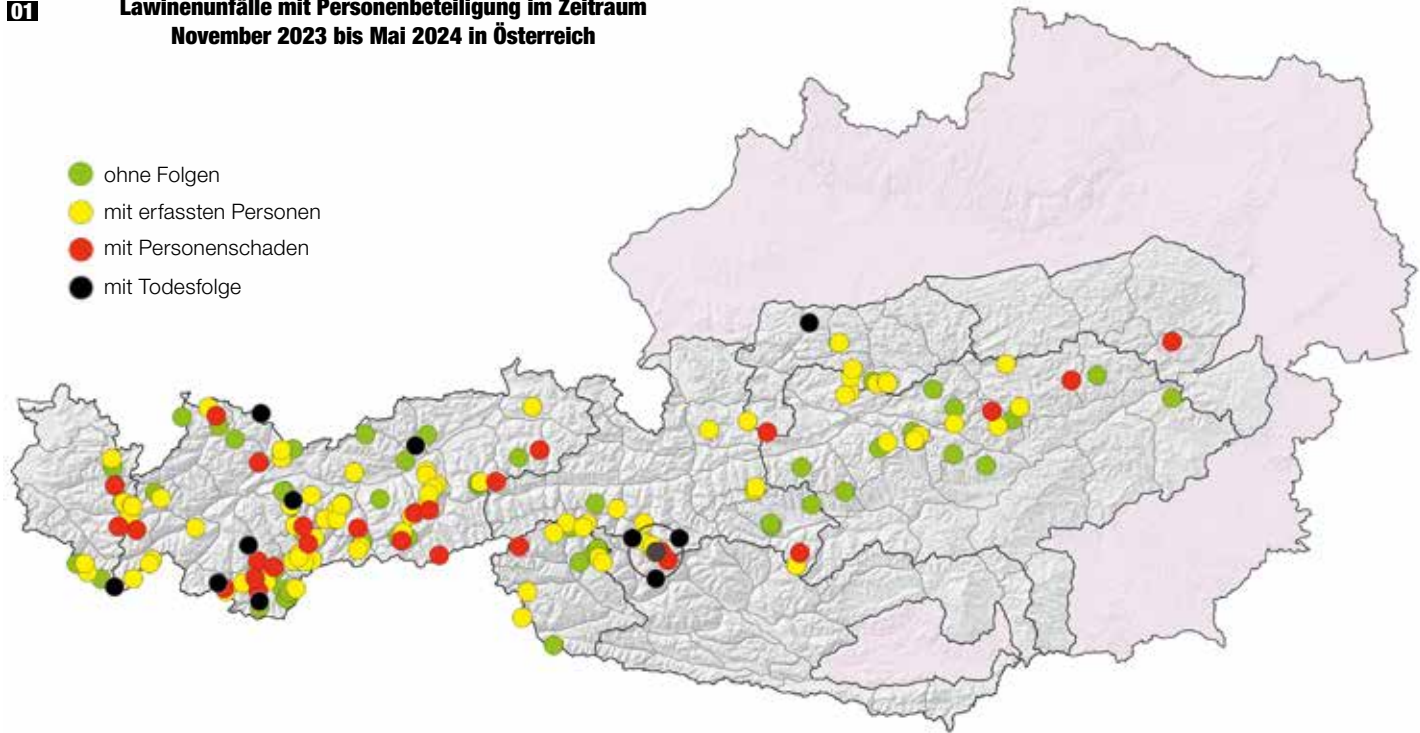 01
Lawinenunfälle mit Personenbeteiligung im Zeitraum
November 2023 bis Mai 2024 in Österreich
ohne Folgen
mit erfassten Personen
mit Personenschaden
mit Todesfolge